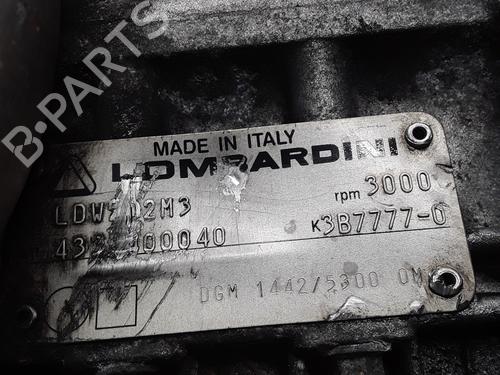 B-PARTS
MADE IN ITALY
LOMBARDINI
rpm 3000
K3B7777-0
DGM 1442/5300 OM